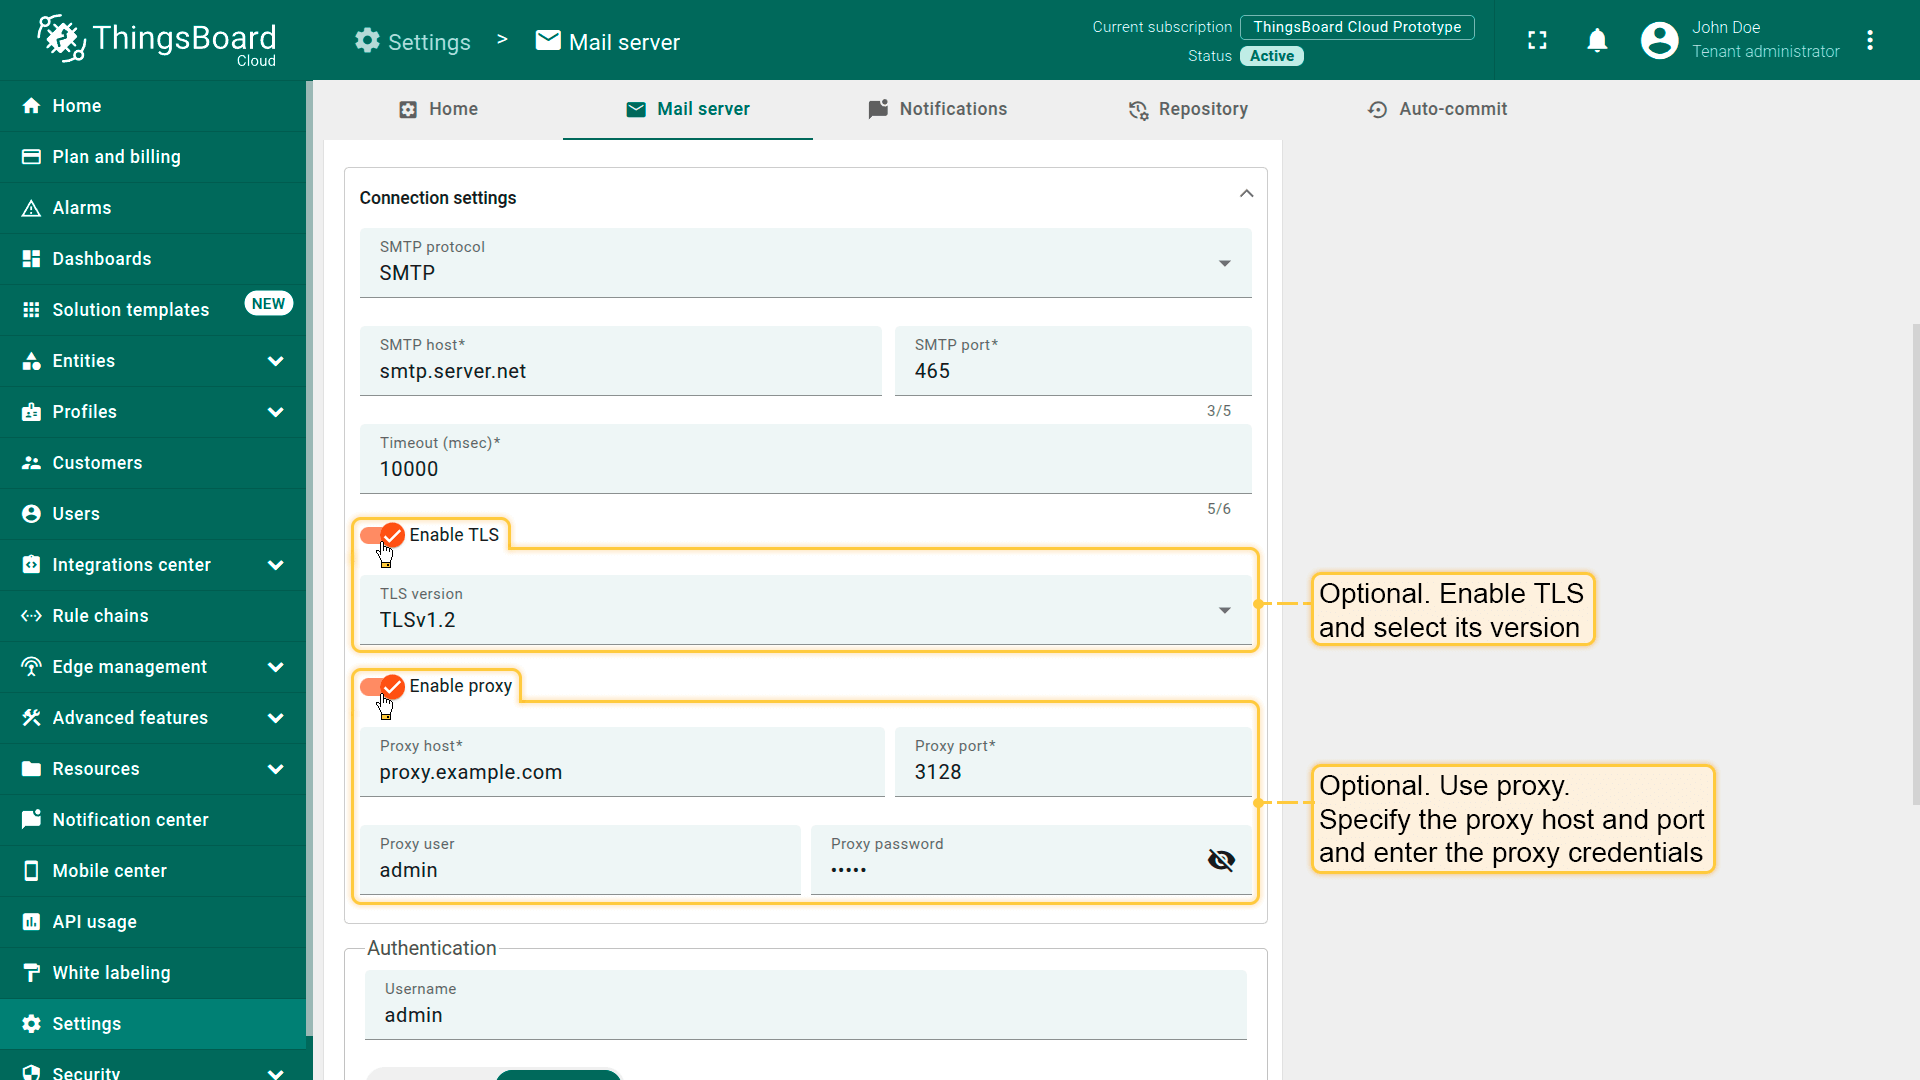 ThingsBoard
Cloud
Settings > Mail server
Current subscription ThingsBoard Cloud Prototype
Status Active
John Doe
Tenant administrator
Home
Plan and billing
Alarms
Dashboards
Solution templates NEW
Entities
Profiles
Customers
Users
Integrations center
Rule chains
Edge management
Advanced features
Resources
Notification center
Mobile center
API usage
White labeling
Settings
Security
Home
Mail server
Notifications
Repository
Auto-commit
Connection settings
SMTP protocol
SMTP
SMTP host*
smtp.server.net
SMTP port*
465
3/5
Timeout (msec)*
10000
5/6
Enable TLS
TLS version
TLSv1.2
Enable proxy
Proxy host*
proxy.example.com
Proxy port*
3128
Proxy user
admin
Proxy password
•••••
Authentication
Username
admin
Optional. Enable TLS
and select its version
Optional. Use proxy.
Specify the proxy host and port
and enter the proxy credentials